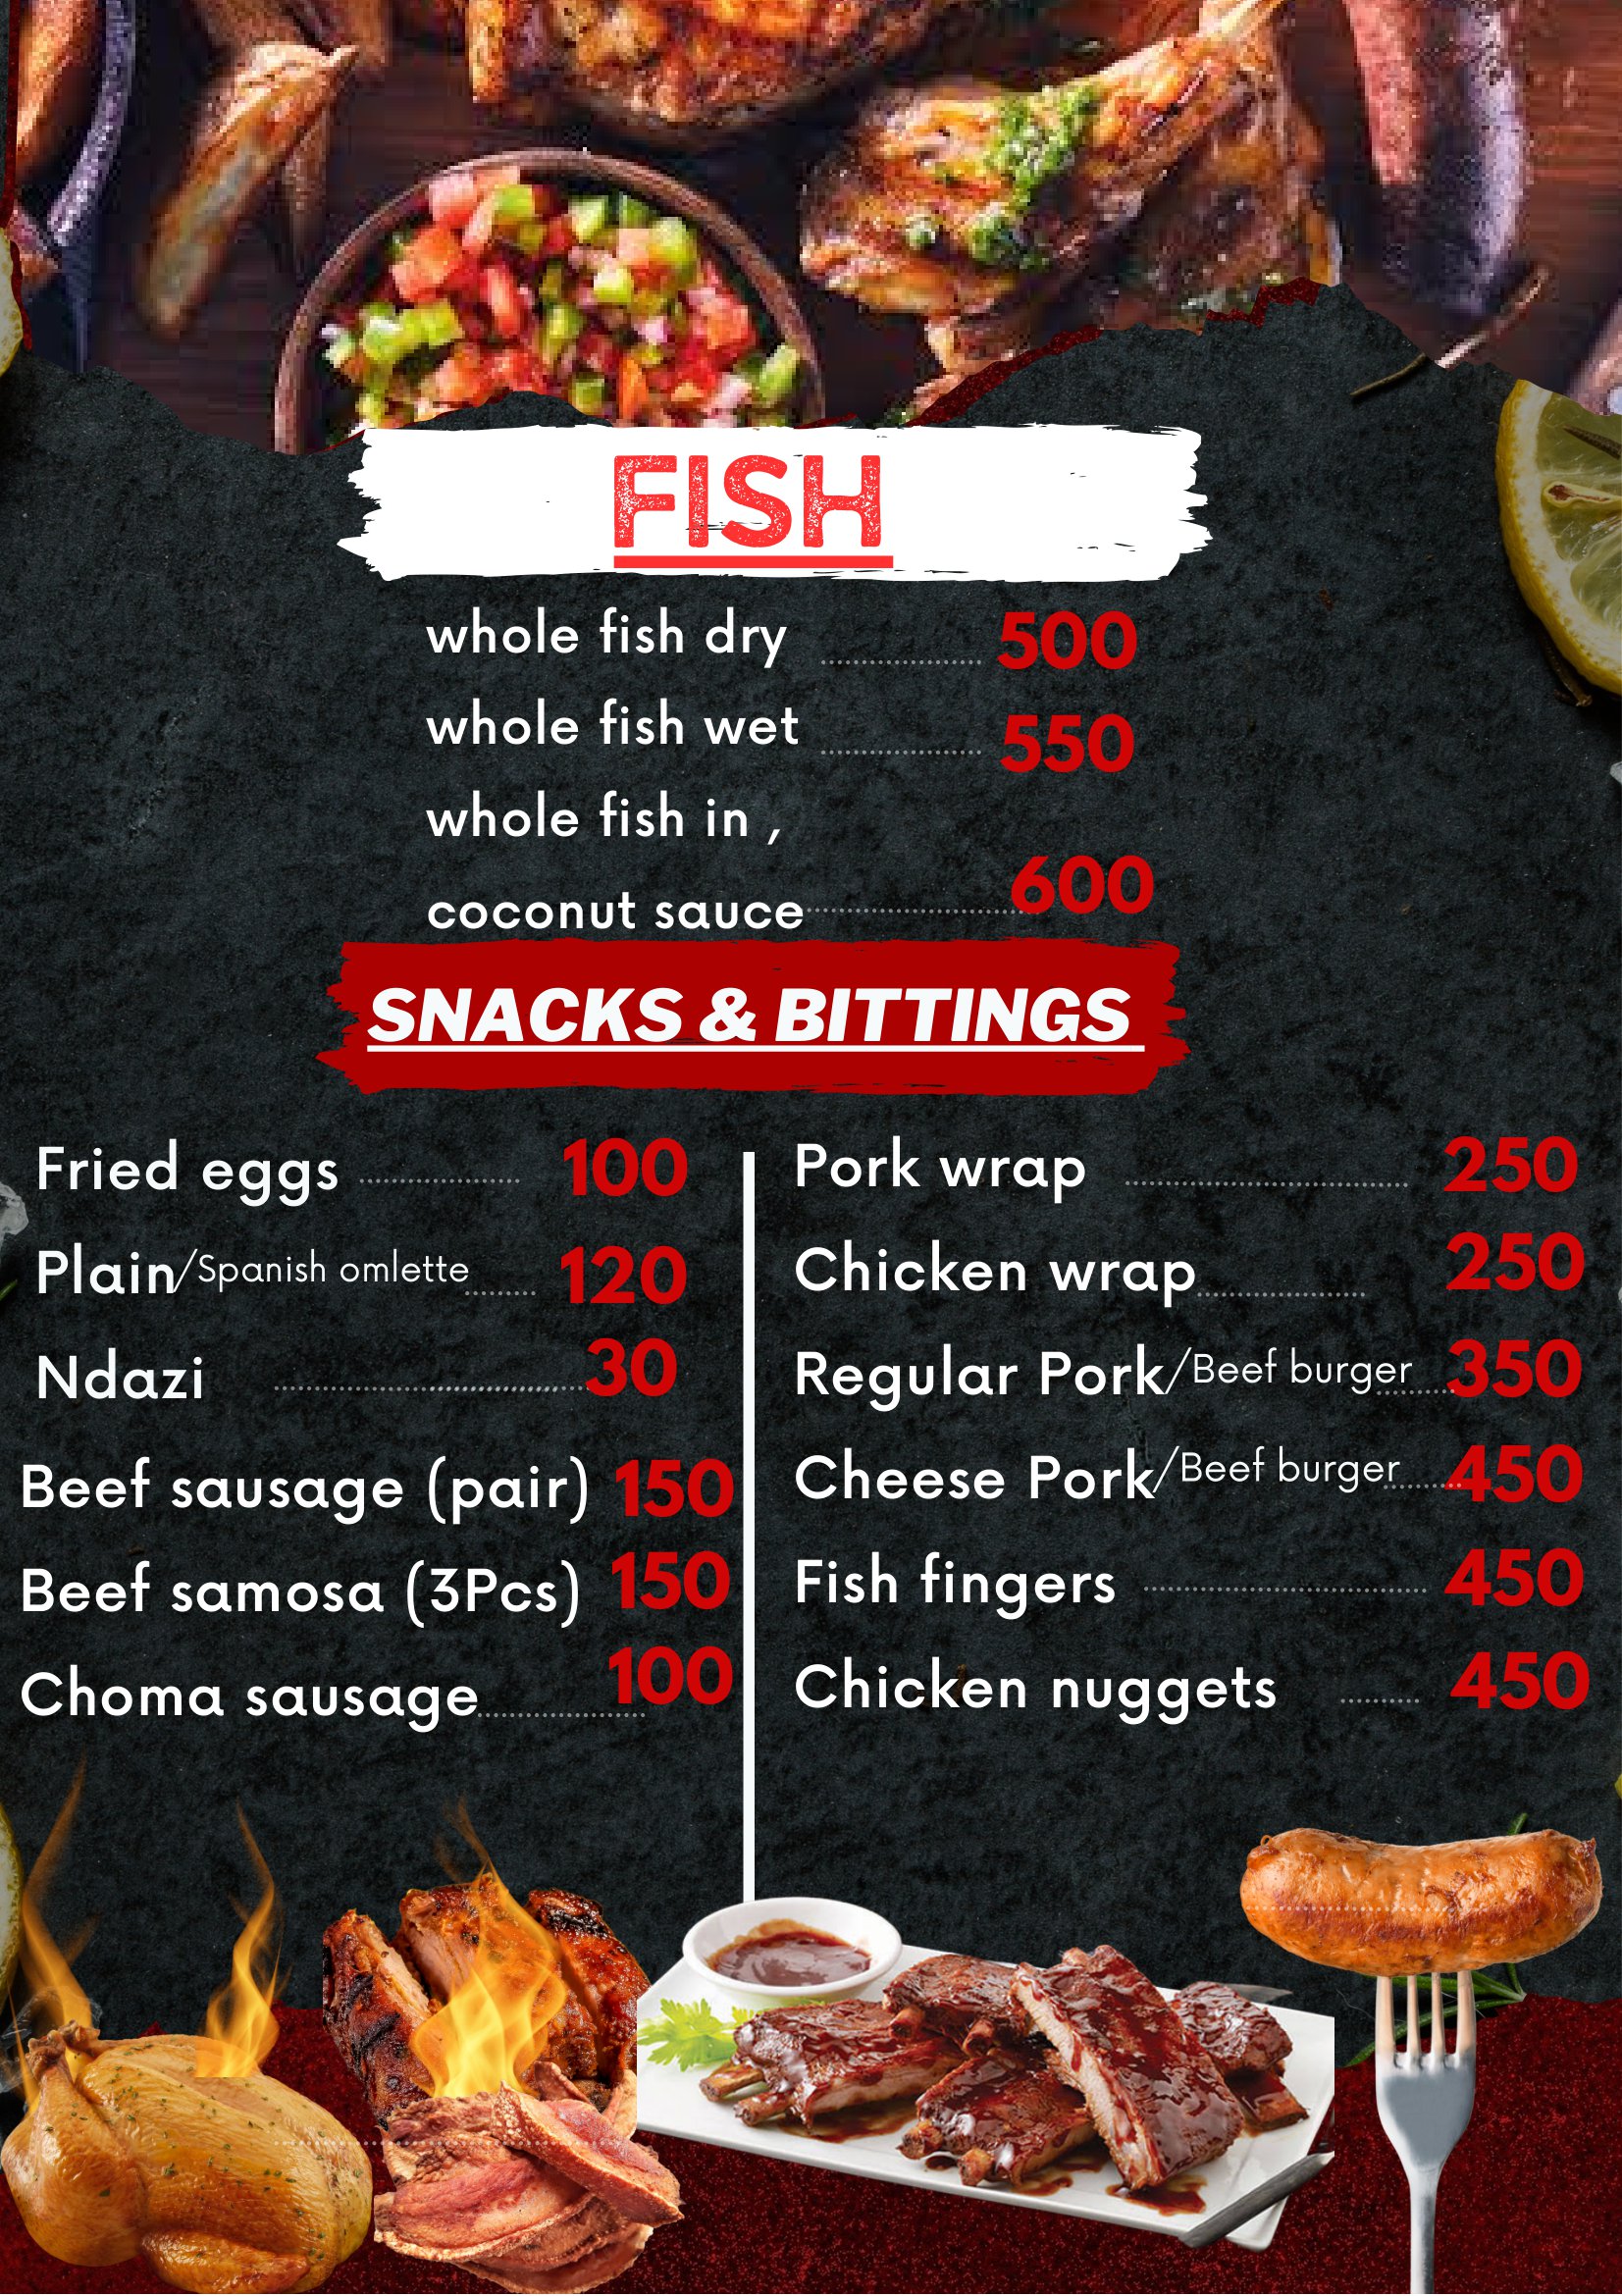 FISH
whole fish dry 500
whole fish wet 550
whole fish in ,
coconut sauce 600
SNACKS & BITTINGS
Fried eggs 100
Plain/Spanish omlette 120
Ndazi 30
Beef sausage (pair) 150
Beef samosa (3Pcs) 150
Choma sausage 100
Pork wrap 250
Chicken wrap 250
Regular Pork/Beef burger 350
Cheese Pork/Beef burger 450
Fish fingers 450
Chicken nuggets 450